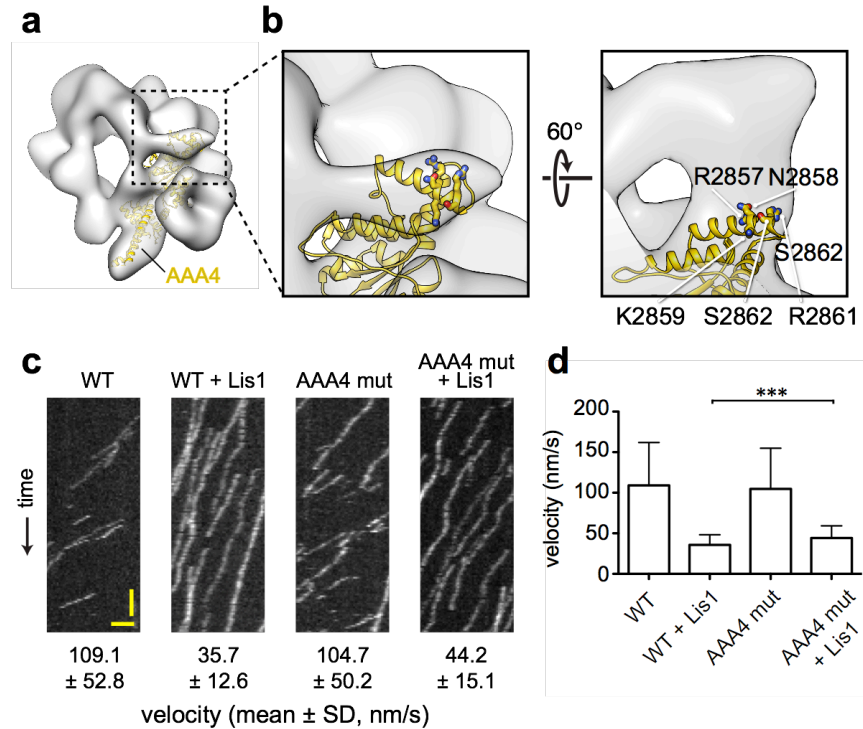 a
AAA4
b
60°
R2857 N2858
S2862
K2859 S2862 R2861
c
WT
WT + Lis1
AAA4 mut
AAA4 mut
+ Lis1
time
109.1
± 52.8
35.7
± 12.6
104.7
± 50.2
44.2
± 15.1
velocity (mean ± SD, nm/s)
d
***
velocity (nm/s)
200
150
100
50
0
WT
WT + Lis1
AAA4 mut
AAA4 mut
+ Lis1